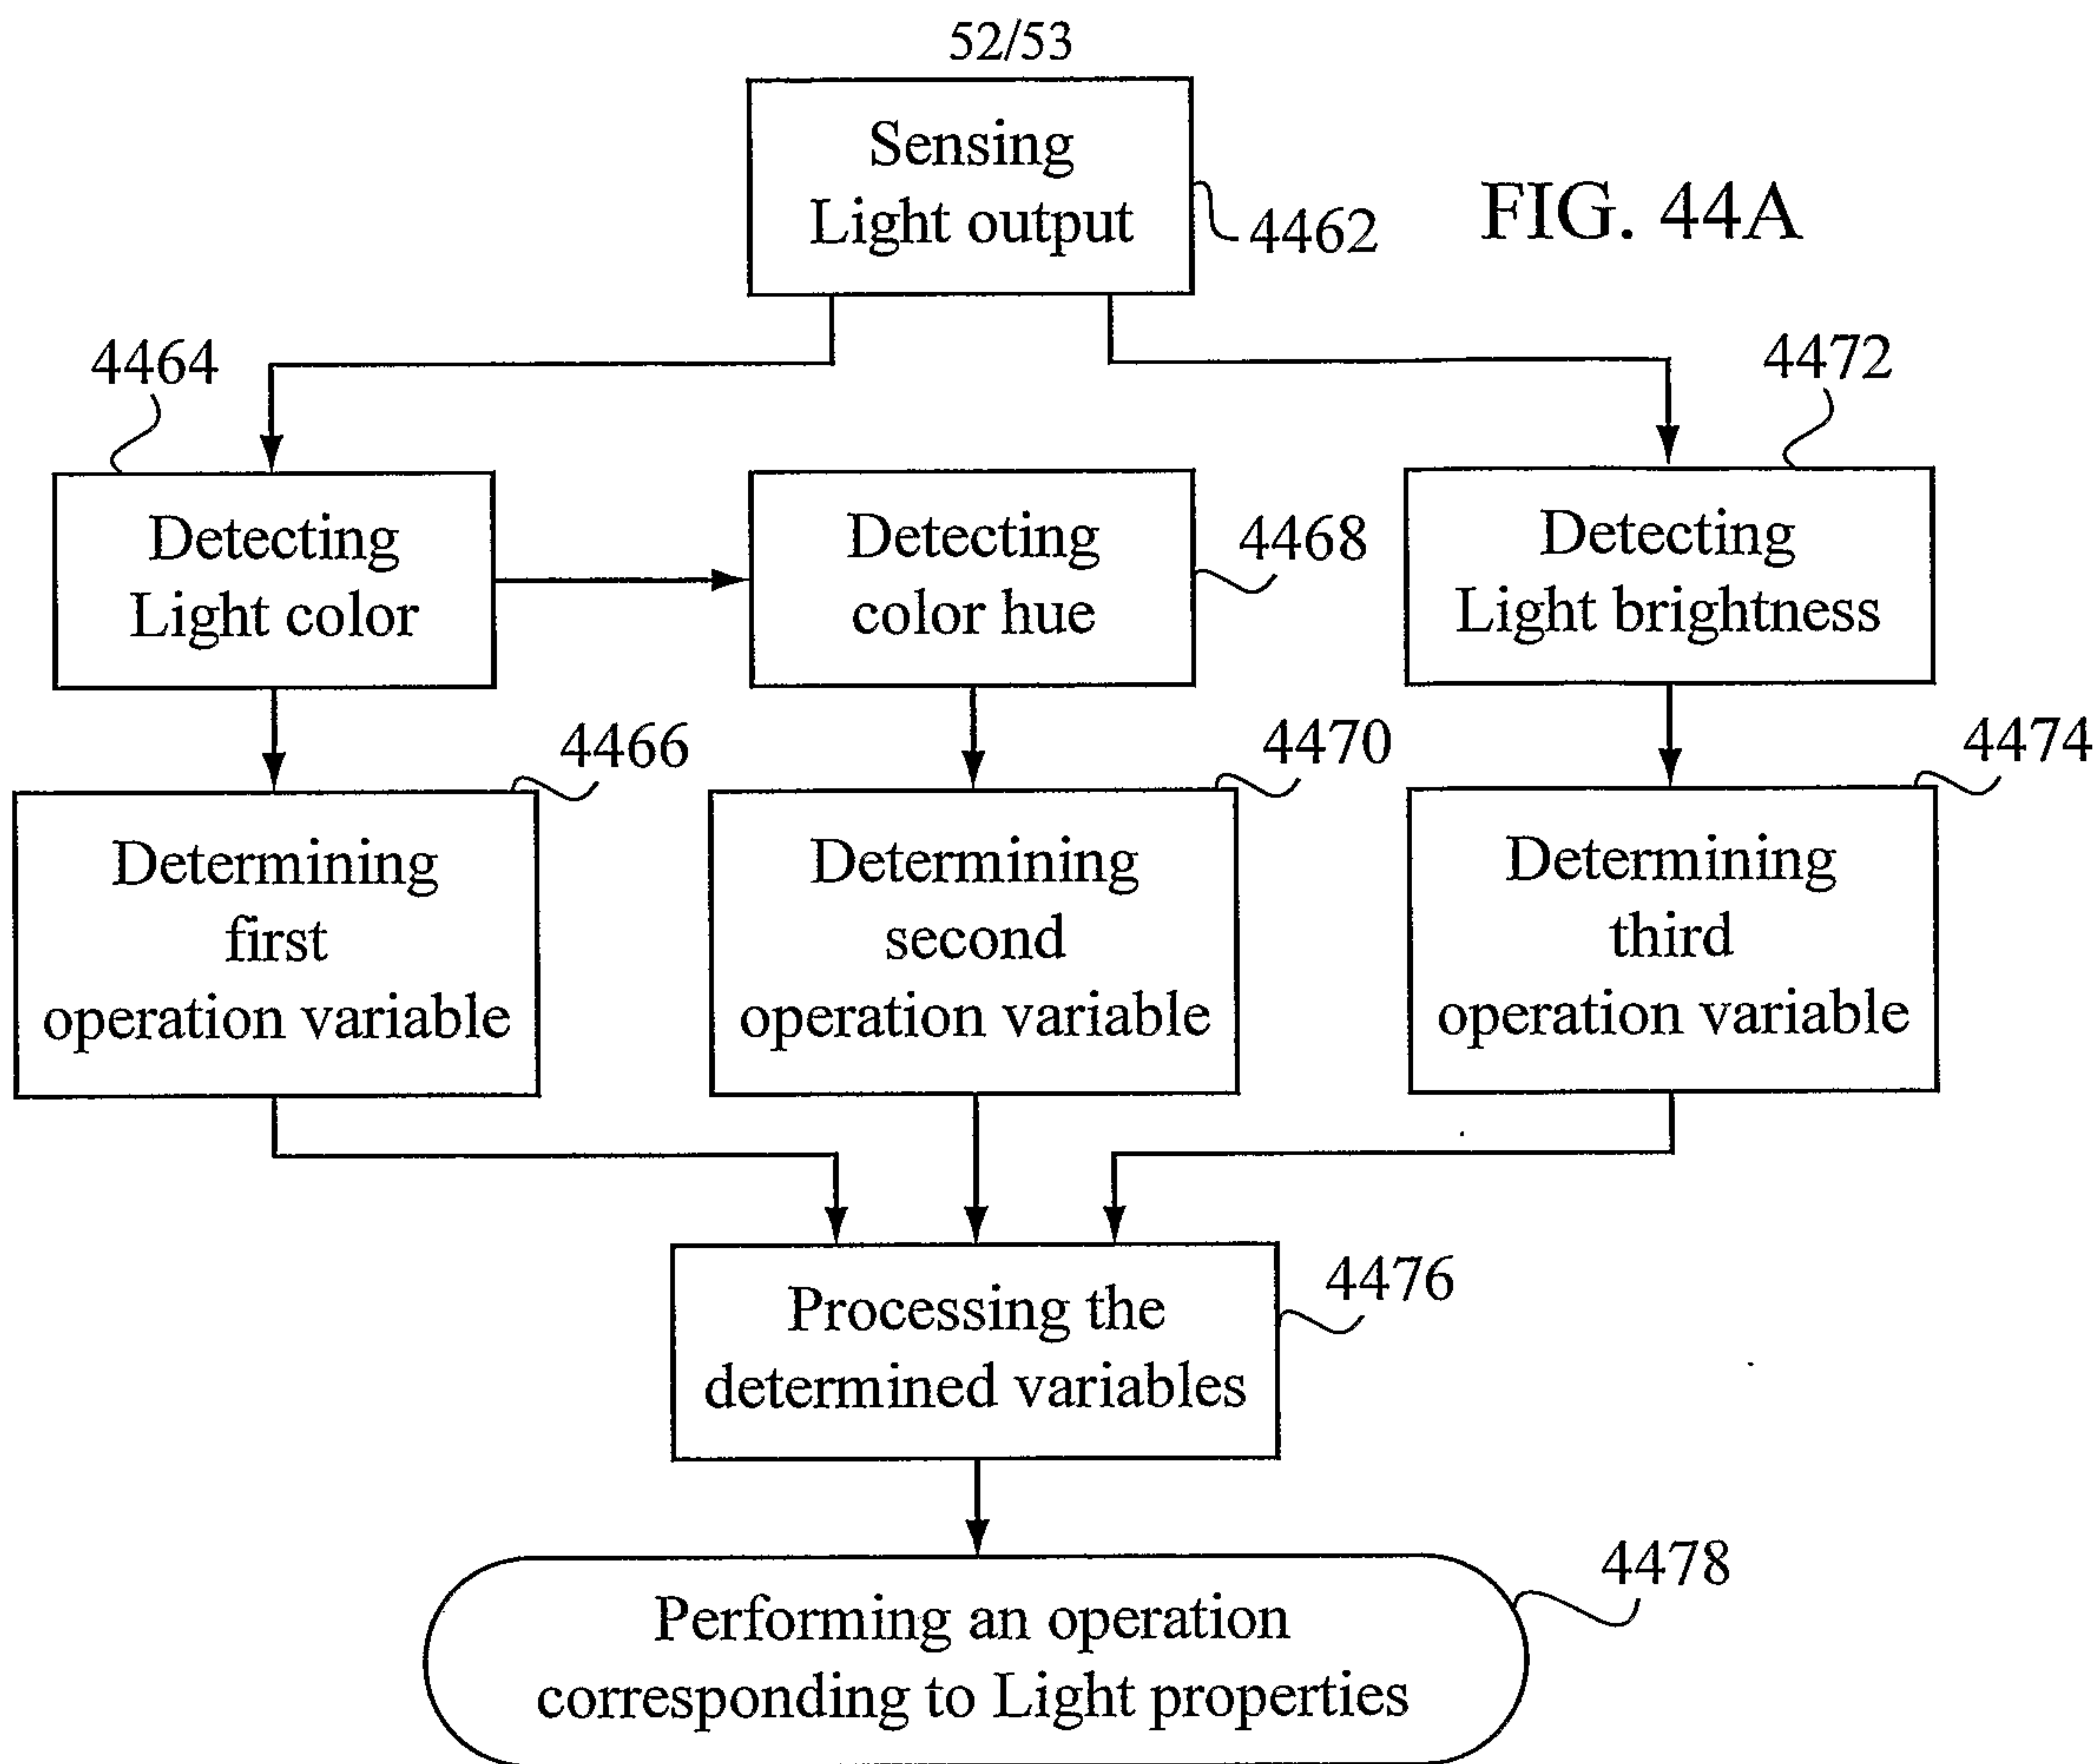 52/53
Sensing
Light output
4462
FIG. 44A
4464
4472
Detecting
Light color
Detecting
color hue
4468
Detecting
Light brightness
4466
4470
4474
Determining
first
operation variable
Determining
second
operation variable
Determining
third
operation variable
Processing the
determined variables
4476
Performing an operation
corresponding to Light properties
4478